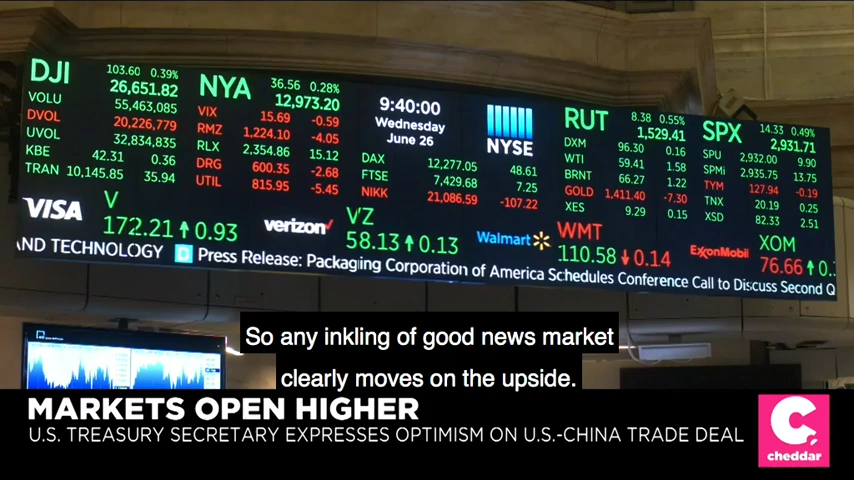 DJI 103.60 0.39%
26,651.82
VOLU 55,463,085
DVOL 20,226,779
UVOL 32,834,835
KBE 42.31 0.36
TRAN 10,145.85 35.94
NYA 36.56 0.28%
12,973.20
VIX 15.69 -0.59
RMZ 1,224.10 -4.05
RLX 2,354.86 15.12
DRG 600.35 -2.68
UTIL 815.95 -5.45
9:40:00
Wednesday
June 26
NYSE
DAX 12,277.05 48.61
FTSE 7,429.68 7.25
NIKK 21,086.59 -107.22
RUT 8.38 0.55%
1,529.41
DXM 96.30 0.16
WTI 59.41 1.58
BRNT 66.27 1.22
GOLD 1,411.40 -7.30
XES 9.29 0.15
SPX 14.33 0.49%
2,931.71
SPU 2,932.00 9.90
SPMi 2,935.75 13.75
TYM 127.94 -0.19
TNX 20.19 0.25
XSD 82.33 2.51
VISA V
172.21 ↑ 0.93
verizon VZ
58.13 ↑ 0.13
Walmart WMT
110.58 ↓ 0.14
ExxonMobil XOM
76.66 ↑ 0.
AND TECHNOLOGY D Press Release: Packaging Corporation of America Schedules Conference Call to Discuss Second Q
So any inkling of good news market
clearly moves on the upside.
MARKETS OPEN HIGHER
U.S. TREASURY SECRETARY EXPRESSES OPTIMISM ON U.S.-CHINA TRADE DEAL
C
cheddar